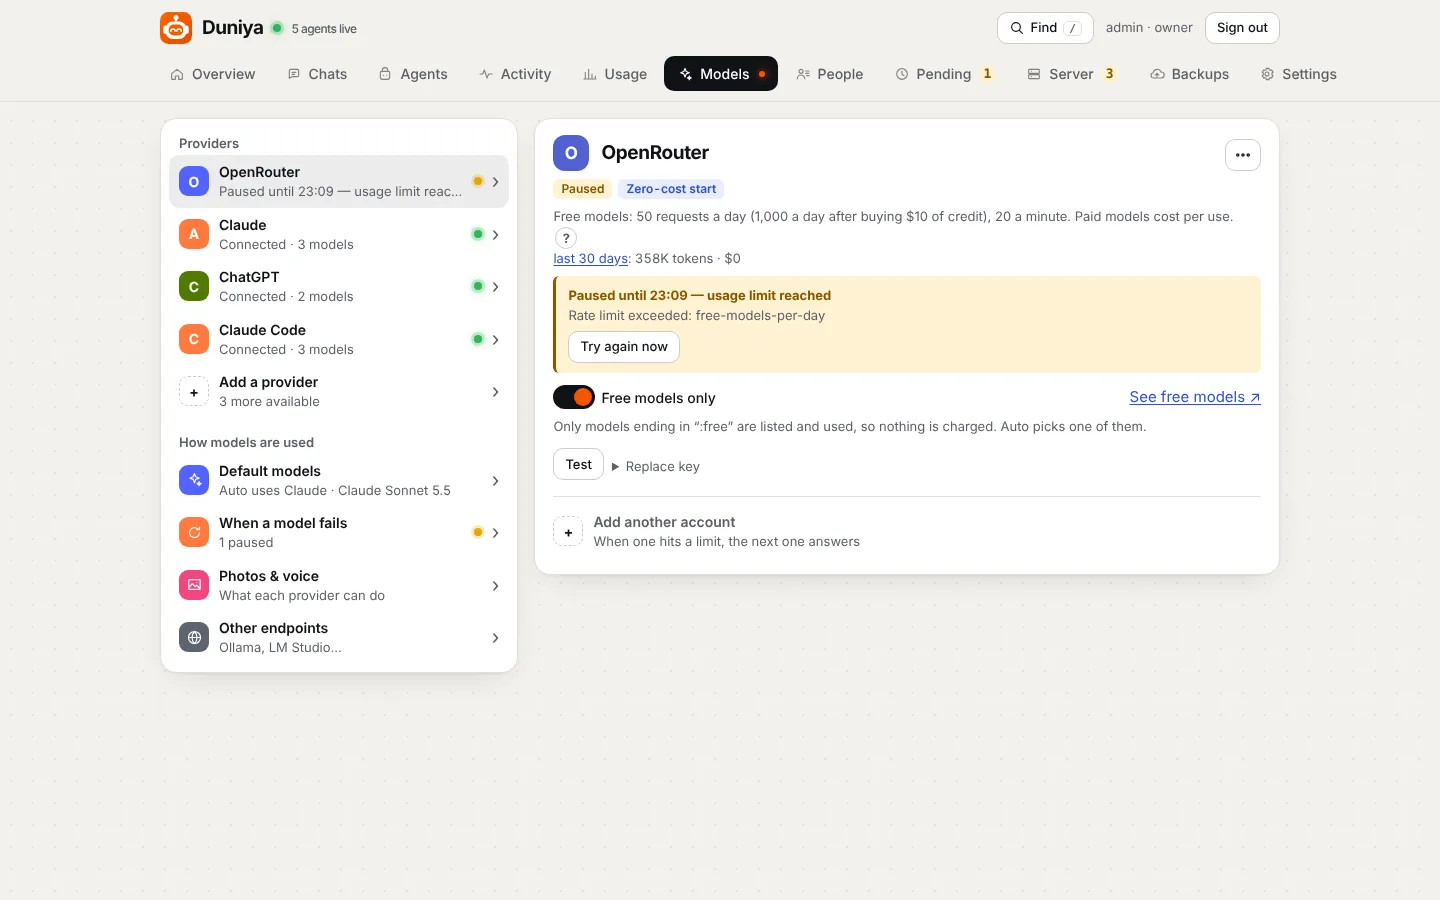 Duniya
5 agents live
Find /
admin · owner
Sign out
Overview
Chats
Agents
Activity
Usage
Models
People
Pending 1
Server 3
Backups
Settings
Providers
O
OpenRouter
Paused until 23:09 — usage limit reac...
A
Claude
Connected · 3 models
C
ChatGPT
Connected · 2 models
C
Claude Code
Connected · 3 models
+
Add a provider
3 more available
How models are used
Default models
Auto uses Claude · Claude Sonnet 5.5
When a model fails
1 paused
Photos & voice
What each provider can do
Other endpoints
Ollama, LM Studio...
O
OpenRouter
Paused
Zero-cost start
Free models: 50 requests a day (1,000 a day after buying $10 of credit), 20 a minute. Paid models cost per use.
?
last 30 days: 358K tokens · $0
Paused until 23:09 — usage limit reached
Rate limit exceeded: free-models-per-day
Try again now
Free models only
See free models ↗
Only models ending in “:free” are listed and used, so nothing is charged. Auto picks one of them.
Test
▶ Replace key
+
Add another account
When one hits a limit, the next one answers